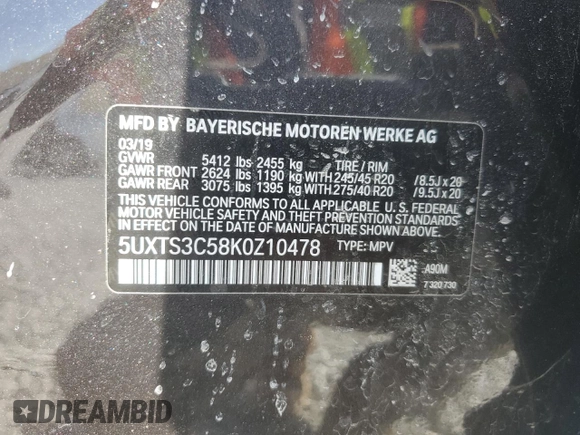 MFD BY BAYERISCHE MOTOREN WERKE AG
03/19
GVWR 5412 lbs 2455 kg TIRE / RIM
GAWR FRONT 2624 lbs 1190 kg WITH 245/45 R20 /8.5J x 20
GAWR REAR 3075 lbs 1395 kg WITH 275/40 R20 /9.5J x 20
THIS VEHICLE CONFORMS TO ALL APPLICABLE U. S. FEDERAL
MOTOR VEHICLE SAFETY AND THEFT PREVENTION STANDARDS
IN EFFECT ON THE DATE OF MANUFACTURE SHOWN ABOVE.
5UXTS3C58K0Z10478 TYPE: MPV
A90M
7 320 730
DREAMBID